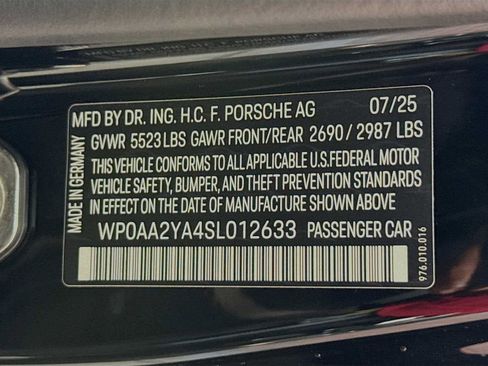 MFD BY DR. ING. H.C. F. PORSCHE AG 07/25
GVWR 5523 LBS GAWR FRONT/REAR 2690 / 2987 LBS
THIS VEHICLE CONFORMS TO ALL APPLICABLE U.S.FEDERAL MOTOR
VEHICLE SAFETY, BUMPER, AND THEFT PREVENTION STANDARDS
IN EFFECT ON THE DATE OF MANUFACTURE SHOWN ABOVE
WP0AA2YA4SL012633 PASSENGER CAR
MADE IN GERMANY
976.010.016